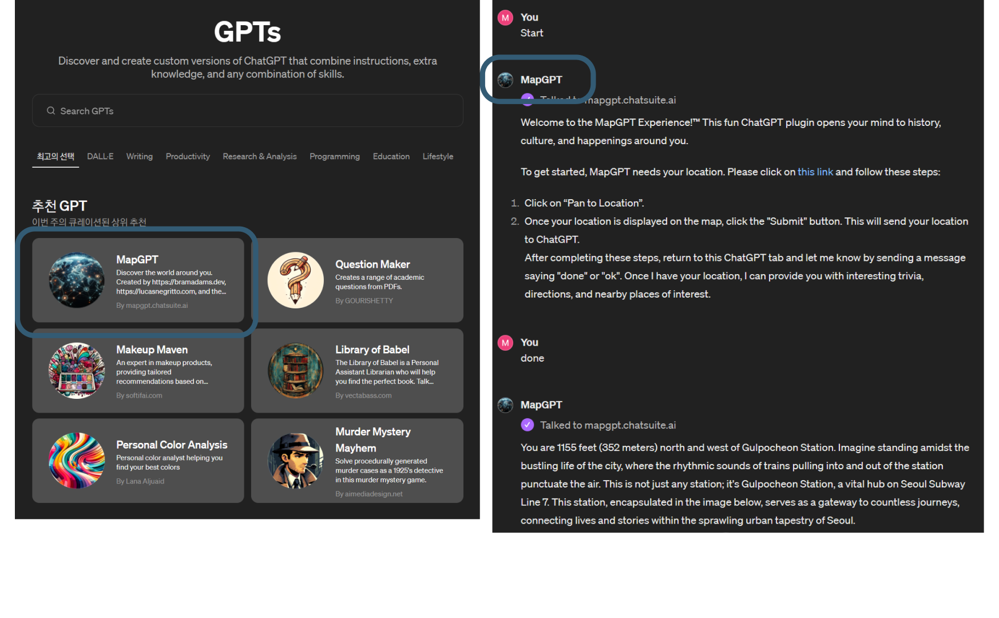 GPTs
Discover and create custom versions of ChatGPT that combine instructions, extra
knowledge, and any combination of skills.
Search GPTs
최고의 선택 DALL·E Writing Productivity Research & Analysis Programming Education Lifestyle
추천 GPT
이번 주의 큐레이션된 상위 추천
MapGPT
Discover the world around you.
Created by https://bramadams.dev,
https://lucasnegritto.com, and the...
By mapgpt.chatsuite.ai
Question Maker
Creates a range of academic
questions from PDFs.
By GOURISHETTY
Makeup Maven
An expert in makeup products,
providing tailored
recommendations based on...
By softifai.com
Library of Babel
The Library of Babel is a Personal
Assistant Librarian who will help
you find the perfect book. Talk...
By vectabass.com
Personal Color Analysis
Personal color analyst helping you
find your best colors
By Lana Aljuaid
Murder Mystery
Mayhem
Solve procedurally generated
murder cases as a 1925's detective
in this murder mystery game.
By aimediadesign.net
M You
Start
MapGPT
Talked to mapgpt.chatsuite.ai
Welcome to the MapGPT Experience!™ This fun ChatGPT plugin opens your mind to history,
culture, and happenings around you.
To get started, MapGPT needs your location. Please click on this link and follow these steps:
1. Click on “Pan to Location”.
2. Once your location is displayed on the map, click the "Submit" button. This will send your location
to ChatGPT.
After completing these steps, return to this ChatGPT tab and let me know by sending a message
saying "done" or "ok". Once I have your location, I can provide you with interesting trivia,
directions, and nearby places of interest.
M You
done
MapGPT
Talked to mapgpt.chatsuite.ai
You are 1155 feet (352 meters) north and west of Gulpocheon Station. Imagine standing amidst the
bustling life of the city, where the rhythmic sounds of trains pulling into and out of the station
punctuate the air. This is not just any station; it's Gulpocheon Station, a vital hub on Seoul Subway
Line 7. This station, encapsulated in the image below, serves as a gateway to countless journeys,
connecting lives and stories within the sprawling urban tapestry of Seoul.